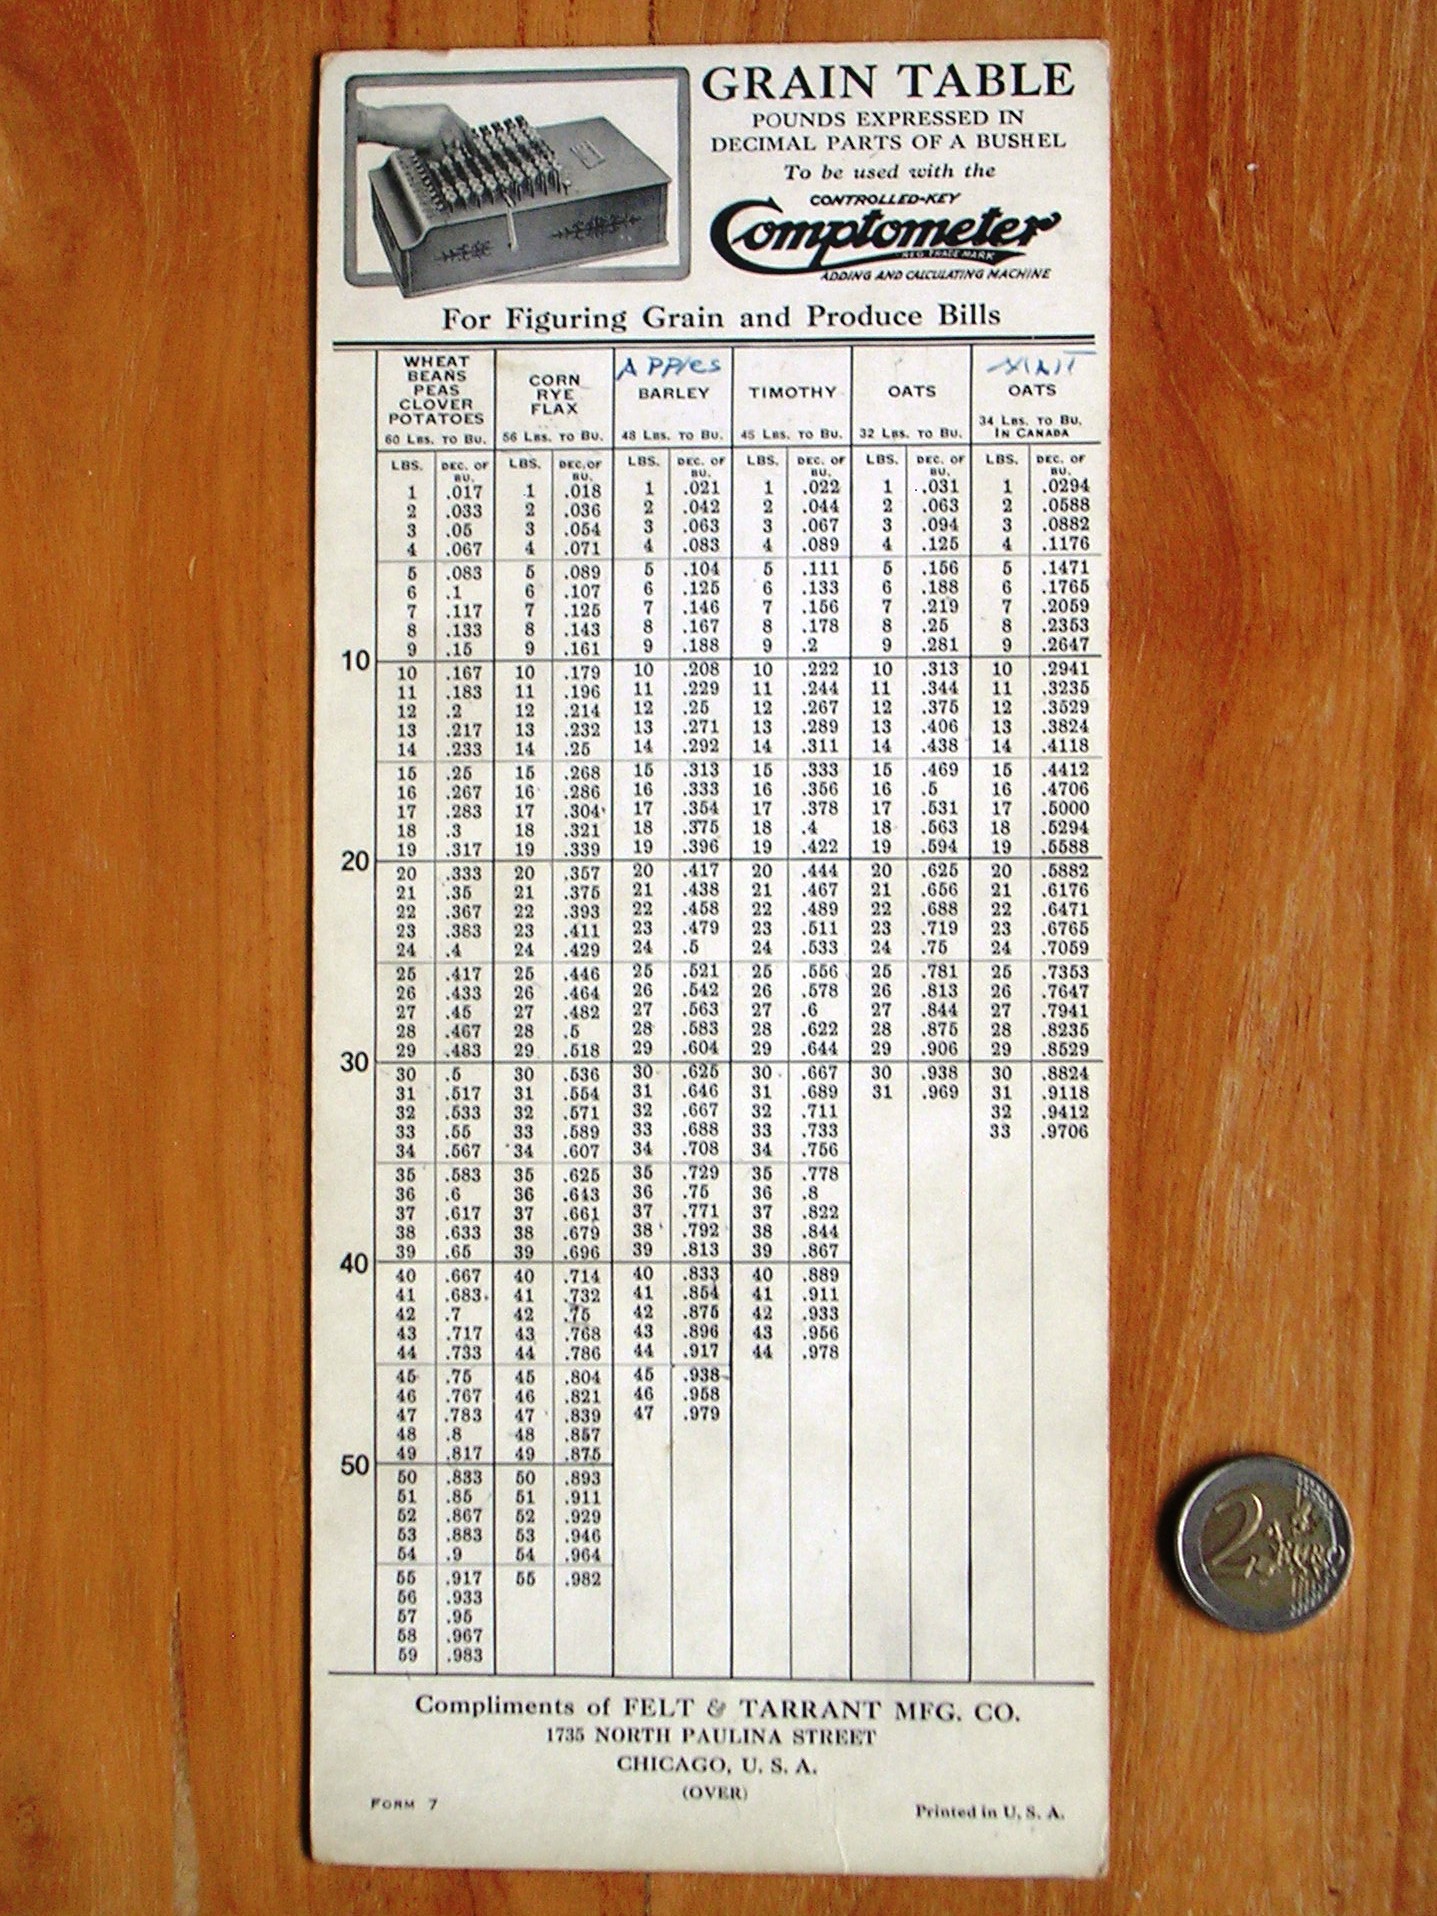 GRAIN TABLE
POUNDS EXPRESSED IN
DECIMAL PARTS OF A BUSHEL
To be used with the
CONTROLLED-KEY
Comptometer
REG. TRADE MARK
ADDING AND CALCULATING MACHINE
For Figuring Grain and Produce Bills
WHEAT
BEANS
PEAS
CLOVER
POTATOES
60 LBS. TO BU.
CORN
RYE
FLAX
56 LBS. TO BU.
APPles
BARLEY
48 LBS. TO BU.
TIMOTHY
45 LBS. TO BU.
OATS
32 LBS. TO BU.
OATS
34 LBS. TO BU.
IN CANADA
LBS. DEC. OF BU. LBS. DEC. OF BU. LBS. DEC. OF BU. LBS. DEC. OF BU. LBS. DEC. OF BU. LBS. DEC. OF BU.
1 .017 1 .018 1 .021 1 .022 1 .031 1 .0294
2 .033 2 .036 2 .042 2 .044 2 .063 2 .0588
3 .05 3 .054 3 .063 3 .067 3 .094 3 .0882
4 .067 4 .071 4 .083 4 .089 4 .125 4 .1176
5 .083 5 .089 5 .104 5 .111 5 .156 5 .1471
6 .1 6 .107 6 .125 6 .133 6 .188 6 .1765
7 .117 7 .125 7 .146 7 .156 7 .219 7 .2059
8 .133 8 .143 8 .167 8 .178 8 .25 8 .2353
9 .15 9 .161 9 .188 9 .2 9 .281 9 .2647
10
10 .167 10 .179 10 .208 10 .222 10 .313 10 .2941
11 .183 11 .196 11 .229 11 .244 11 .344 11 .3235
12 .2 12 .214 12 .25 12 .267 12 .375 12 .3529
13 .217 13 .232 13 .271 13 .289 13 .406 13 .3824
14 .233 14 .25 14 .292 14 .311 14 .438 14 .4118
15 .25 15 .268 15 .313 15 .333 15 .469 15 .4412
16 .267 16 .286 16 .333 16 .356 16 .5 16 .4706
17 .283 17 .304 17 .354 17 .378 17 .531 17 .5000
18 .3 18 .321 18 .375 18 .4 18 .563 18 .5294
19 .317 19 .339 19 .396 19 .422 19 .594 19 .5588
20
20 .333 20 .357 20 .417 20 .444 20 .625 20 .5882
21 .35 21 .375 21 .438 21 .467 21 .656 21 .6176
22 .367 22 .393 22 .458 22 .489 22 .688 22 .6471
23 .383 23 .411 23 .479 23 .511 23 .719 23 .6765
24 .4 24 .429 24 .5 24 .533 24 .75 24 .7059
25 .417 25 .446 25 .521 25 .556 25 .781 25 .7353
26 .433 26 .464 26 .542 26 .578 26 .813 26 .7647
27 .45 27 .482 27 .563 27 .6 27 .844 27 .7941
28 .467 28 .5 28 .583 28 .622 28 .875 28 .8235
29 .483 29 .518 29 .604 29 .644 29 .906 29 .8529
30
30 .5 30 .536 30 .625 30 .667 30 .938 30 .8824
31 .517 31 .554 31 .646 31 .689 31 .969 31 .9118
32 .533 32 .571 32 .667 32 .711 32 .9412
33 .55 33 .589 33 .688 33 .733 33 .9706
34 .567 34 .607 34 .708 34 .756
35 .583 35 .625 35 .729 35 .778
36 .6 36 .643 36 .75 36 .8
37 .617 37 .661 37 .771 37 .822
38 .633 38 .679 38 .792 38 .844
39 .65 39 .696 39 .813 39 .867
40
40 .667 40 .714 40 .833 40 .889
41 .683 41 .732 41 .854 41 .911
42 .7 42 .75 42 .875 42 .933
43 .717 43 .768 43 .896 43 .956
44 .733 44 .786 44 .917 44 .978
45 .75 45 .804 45 .938
46 .767 46 .821 46 .958
47 .783 47 .839 47 .979
48 .8 48 .857
49 .817 49 .875
50
50 .833 50 .893
51 .85 51 .911
52 .867 52 .929
53 .883 53 .946
54 .9 54 .964
55 .917 55 .982
56 .933
57 .95
58 .967
59 .983
Compliments of FELT & TARRANT MFG. CO.
1735 NORTH PAULINA STREET
CHICAGO, U. S. A.
(OVER)
FORM 7
Printed in U. S. A.
2 EURO